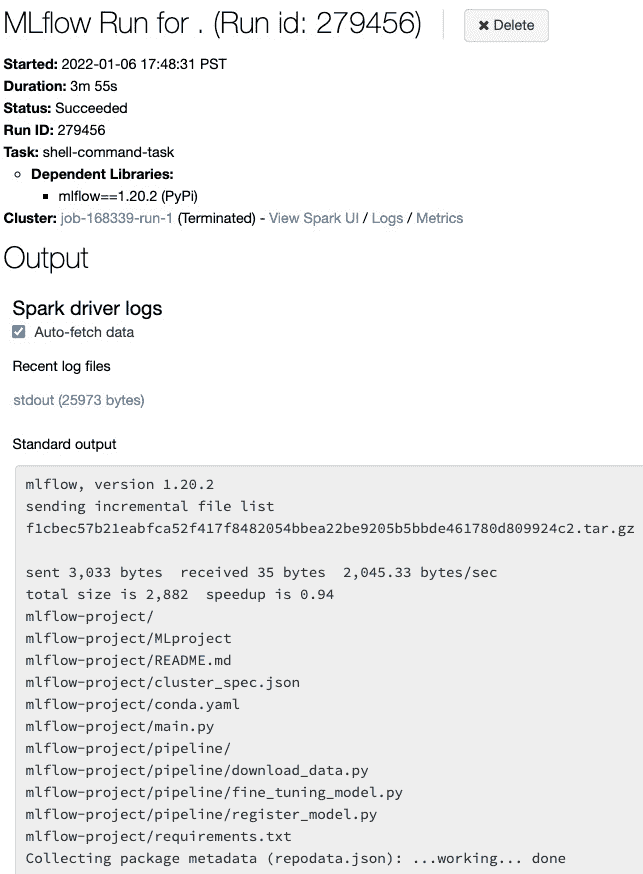 MLflow Run for . (Run id: 279456)
✖ Delete
Started: 2022-01-06 17:48:31 PST
Duration: 3m 55s
Status: Succeeded
Run ID: 279456
Task: shell-command-task
Dependent Libraries:
mlflow==1.20.2 (PyPi)
Cluster: job-168339-run-1 (Terminated) - View Spark UI / Logs / Metrics
Output
Spark driver logs
Auto-fetch data
Recent log files
stdout (25973 bytes)
Standard output
mlflow, version 1.20.2
sending incremental file list
f1cbec57b21eabfca52f417f8482054bbea22be9205b5bbde461780d809924c2.tar.gz
sent 3,033 bytes  received 35 bytes  2,045.33 bytes/sec
total size is 2,882  speedup is 0.94
mlflow-project/
mlflow-project/MLproject
mlflow-project/README.md
mlflow-project/cluster_spec.json
mlflow-project/conda.yaml
mlflow-project/main.py
mlflow-project/pipeline/
mlflow-project/pipeline/download_data.py
mlflow-project/pipeline/fine_tuning_model.py
mlflow-project/pipeline/register_model.py
mlflow-project/requirements.txt
Collecting package metadata (repodata.json): ...working... done